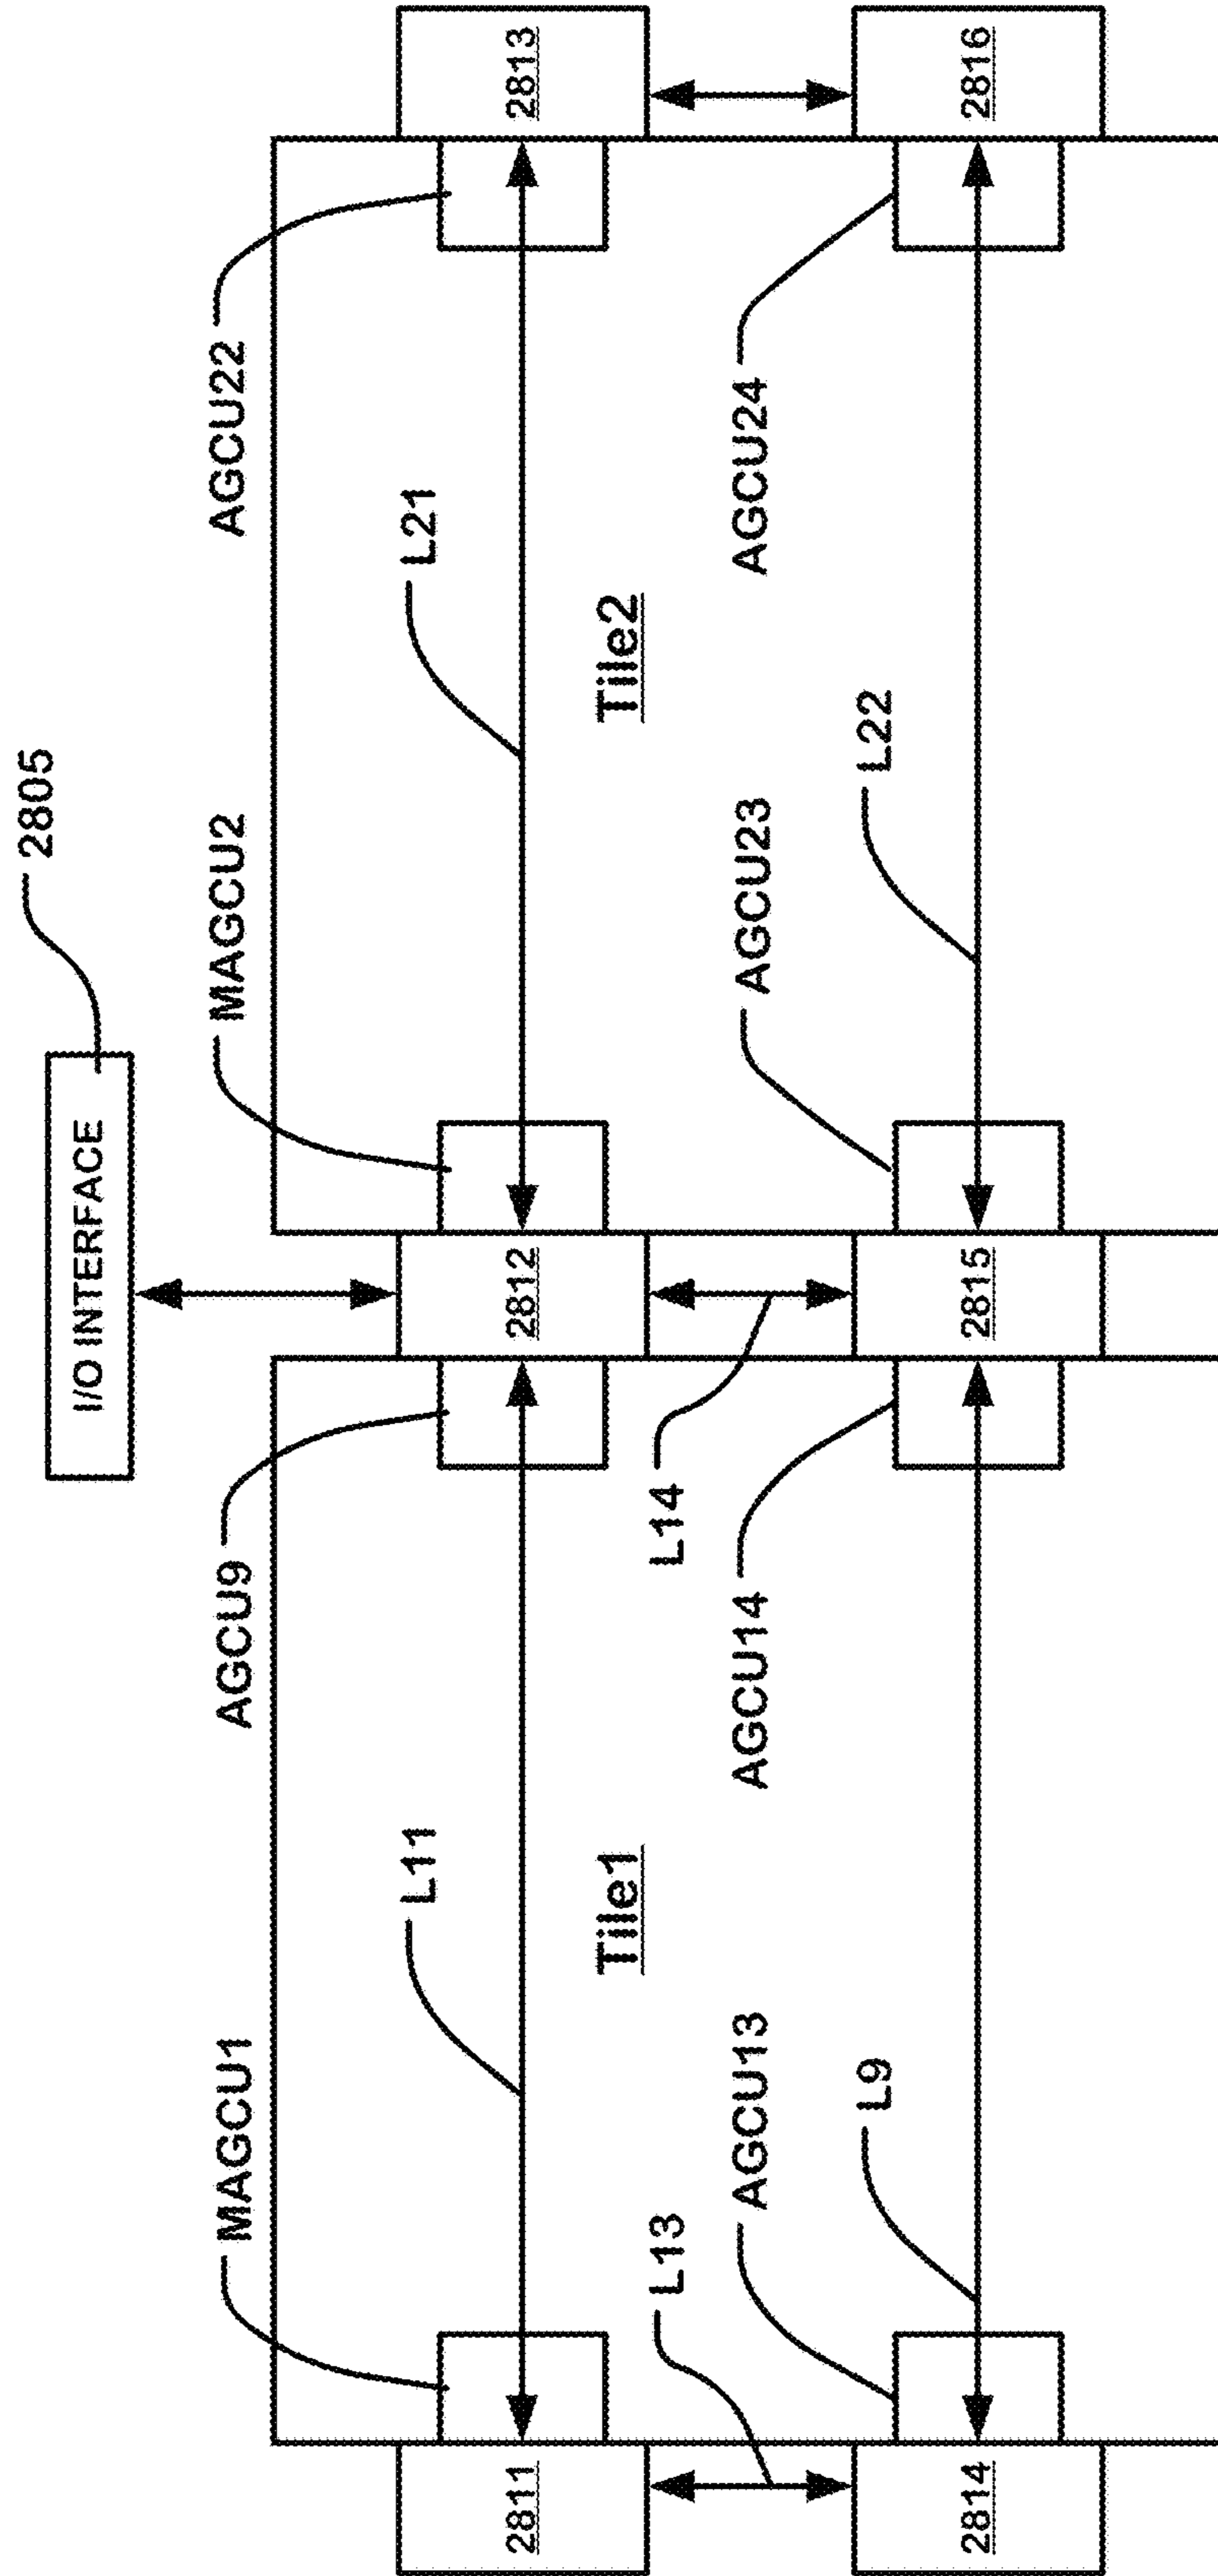 2805
I/O INTERFACE
MAGCU1
AGCU9
MAGCU2
AGCU22
L11
L21
2811
2812
2813
Tile1
Tile2
L13
L14
AGCU13
AGCU14
AGCU23
AGCU24
L9
L22
2814
2815
2816